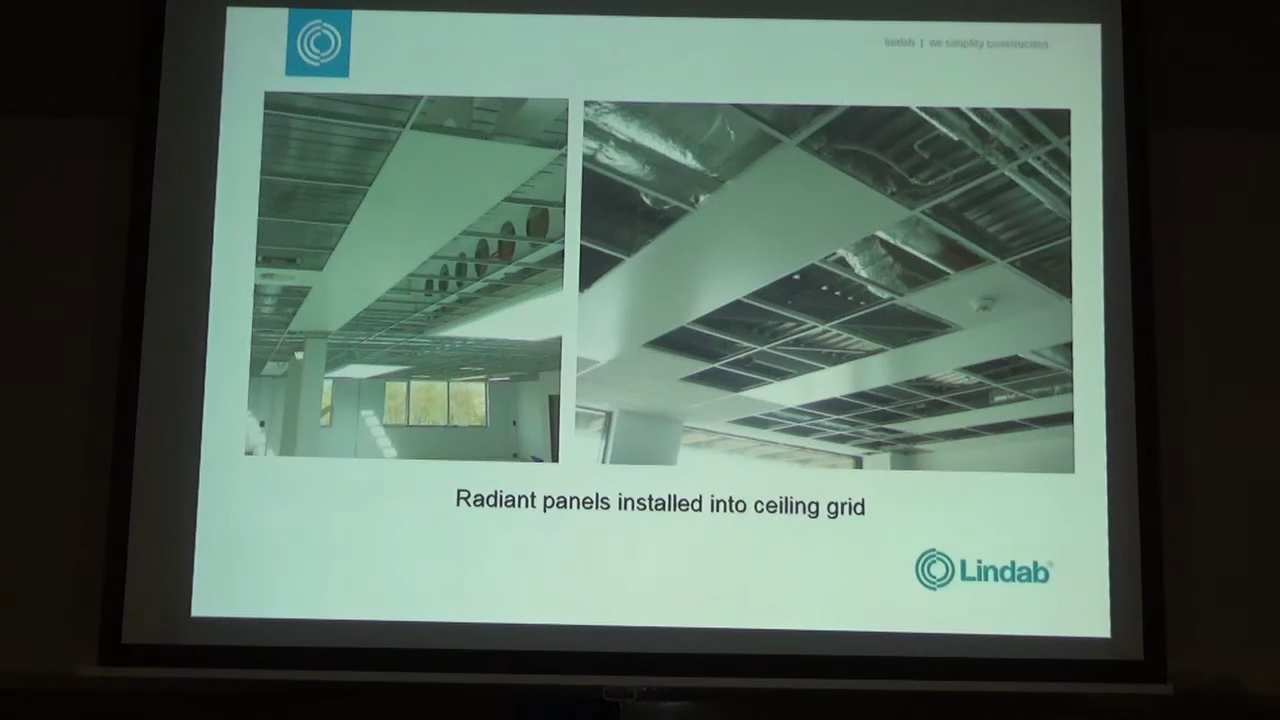 lindab | we simplify construction
Radiant panels installed into ceiling grid
Lindab®